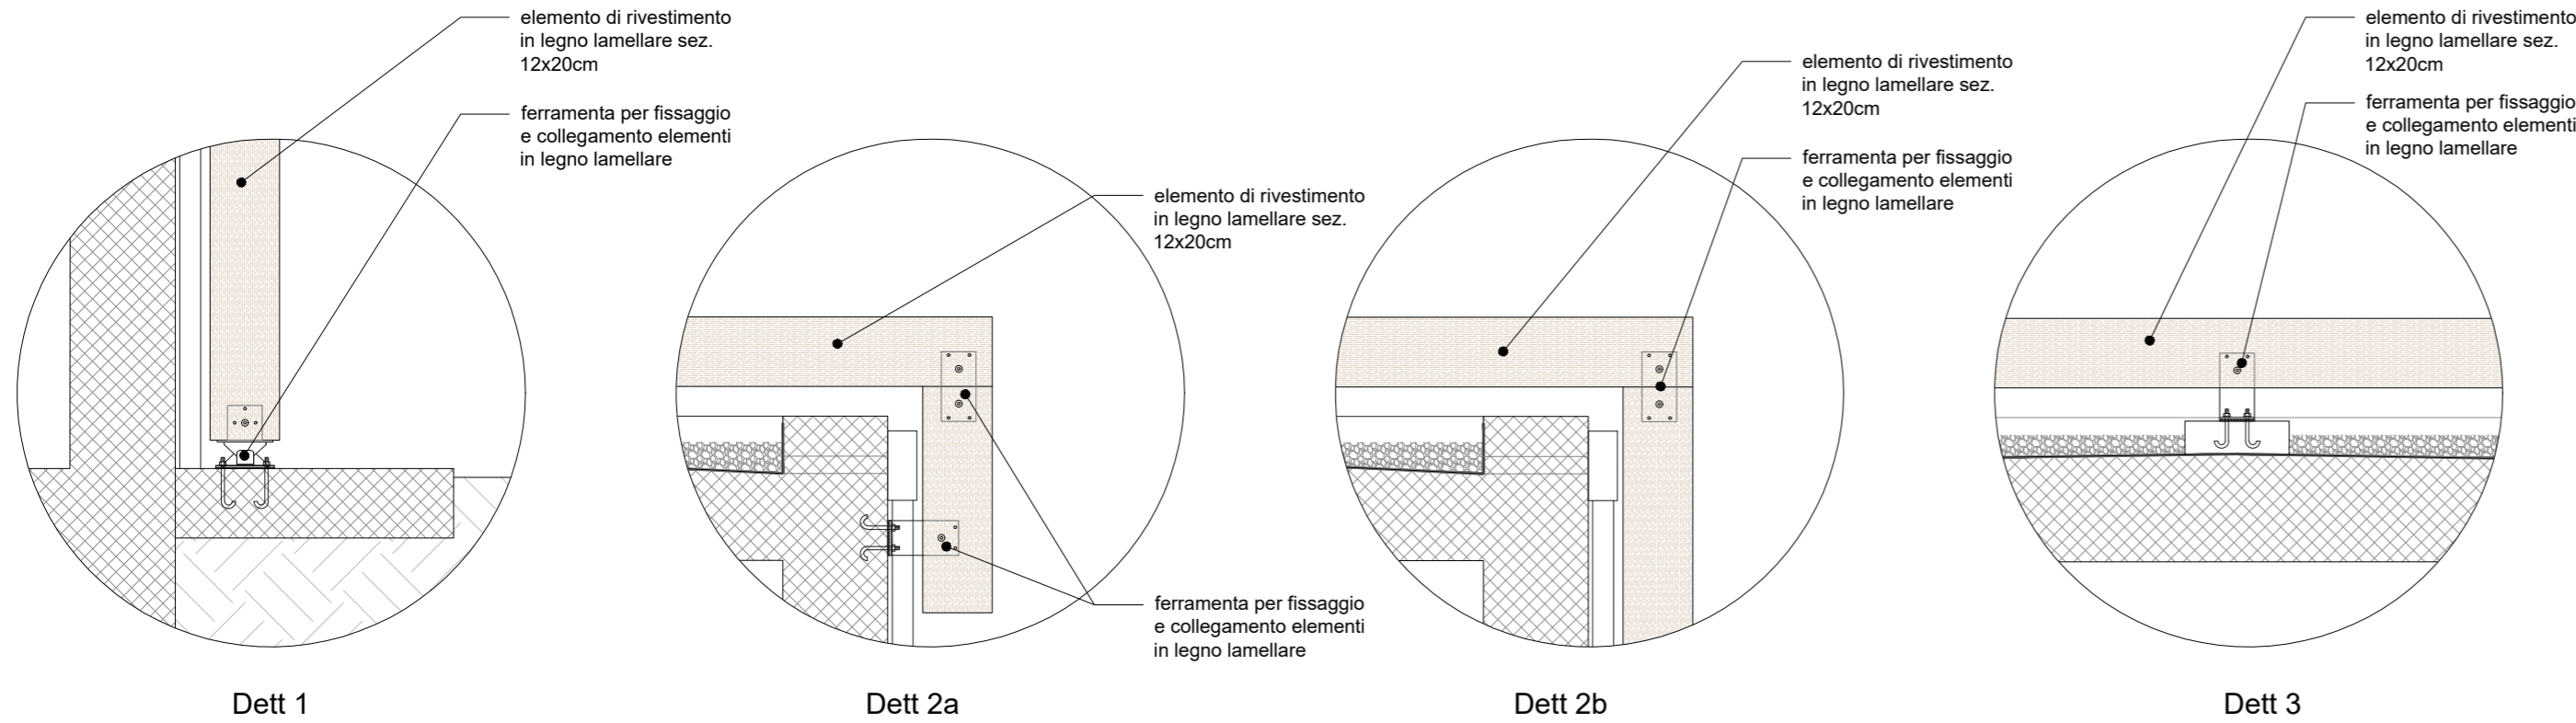 elemento di rivestimento
in legno lamellare sez.
12x20cm
ferramenta per fissaggio
e collegamento elementi
in legno lamellare
Dett 1
elemento di rivestimento
in legno lamellare sez.
12x20cm
ferramenta per fissaggio
e collegamento elementi
in legno lamellare
Dett 2a
elemento di rivestimento
in legno lamellare sez.
12x20cm
ferramenta per fissaggio
e collegamento elementi
in legno lamellare
Dett 2b
elemento di rivestimento
in legno lamellare sez.
12x20cm
ferramenta per fissaggio
e collegamento elementi
in legno lamellare
Dett 3